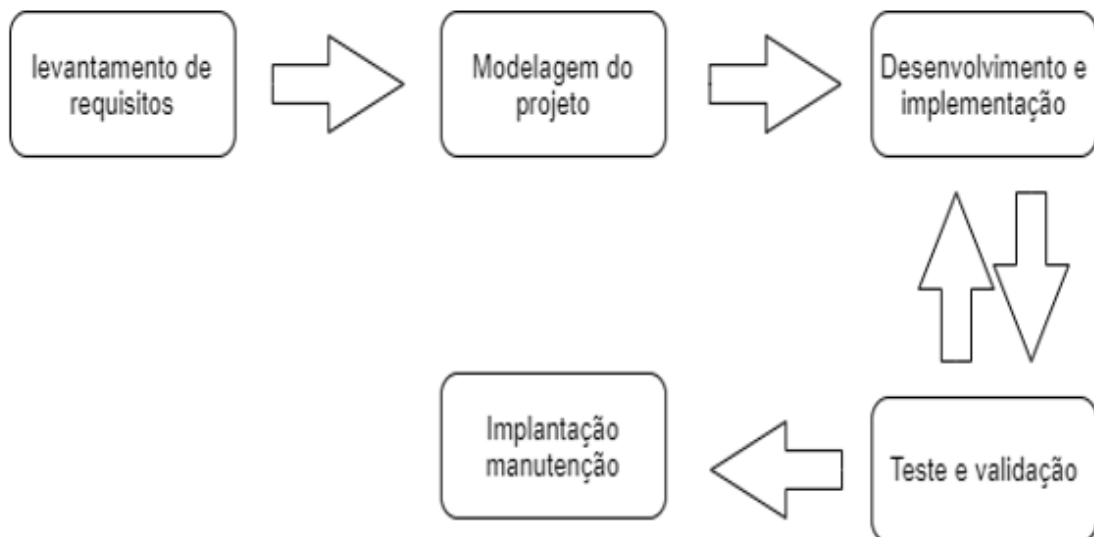 levantamento de
requisitos
Modelagem do
projeto
Desenvolvimento e
implementação
Teste e validação
Implantação
manutenção